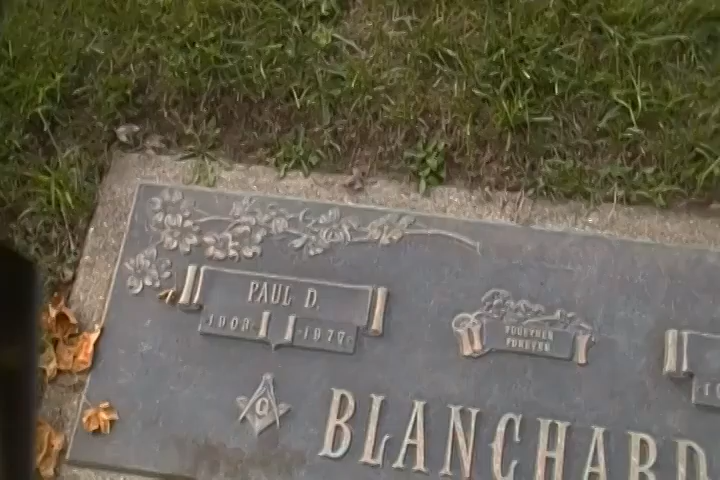 PAUL D.
1903 1977
TOGETHER
FOREVER
G
BLANCHARD